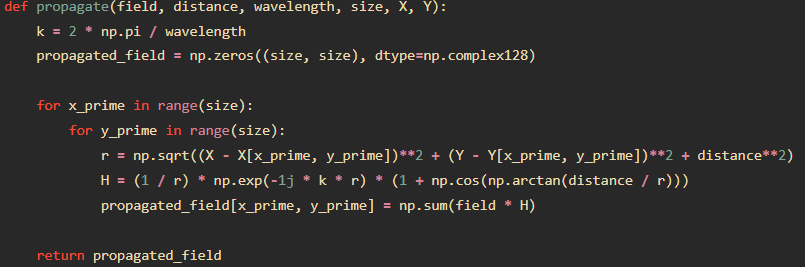 def propagate(field, distance, wavelength, size, X, Y):
    k = 2 * np.pi / wavelength
    propagated_field = np.zeros((size, size), dtype=np.complex128)
    for x_prime in range(size):
        for y_prime in range(size):
            r = np.sqrt((X - X[x_prime, y_prime])**2 + (Y - Y[x_prime, y_prime])**2 + distance**2)
            H = (1 / r) * np.exp(-1j * k * r) * (1 + np.cos(np.arctan(distance / r)))
            propagated_field[x_prime, y_prime] = np.sum(field * H)
    return propagated_field